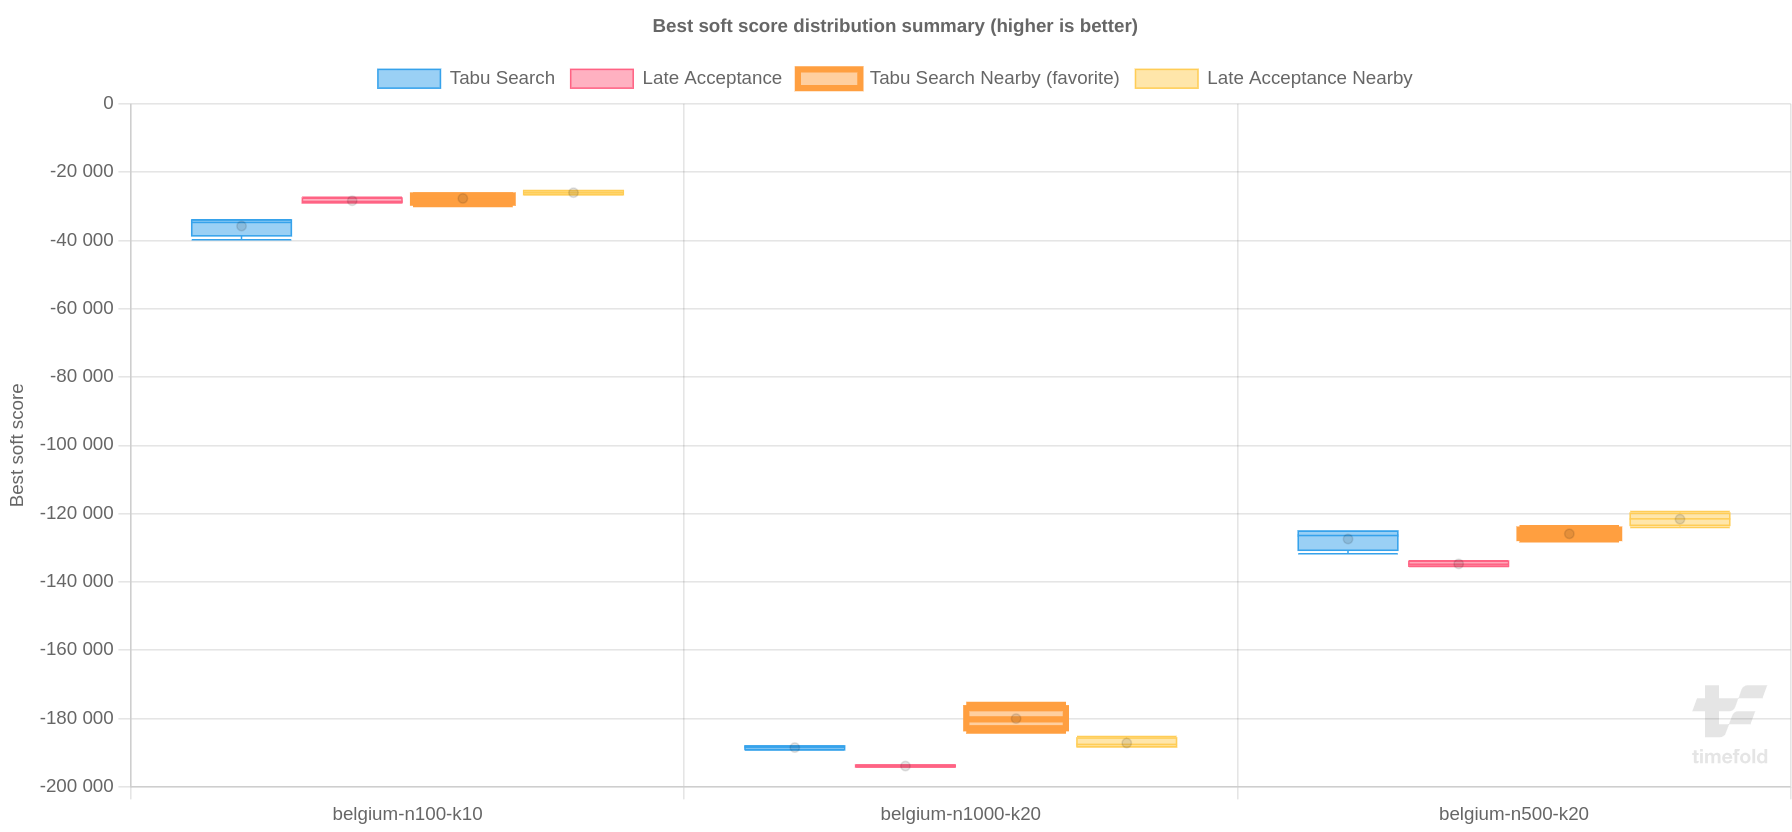 Best soft score distribution summary (higher is better)
Tabu Search Late Acceptance Tabu Search Nearby (favorite) Late Acceptance Nearby
Best soft score
0
-20 000
-40 000
-60 000
-80 000
-100 000
-120 000
-140 000
-160 000
-180 000
-200 000
belgium-n100-k10 belgium-n1000-k20 belgium-n500-k20
timefold